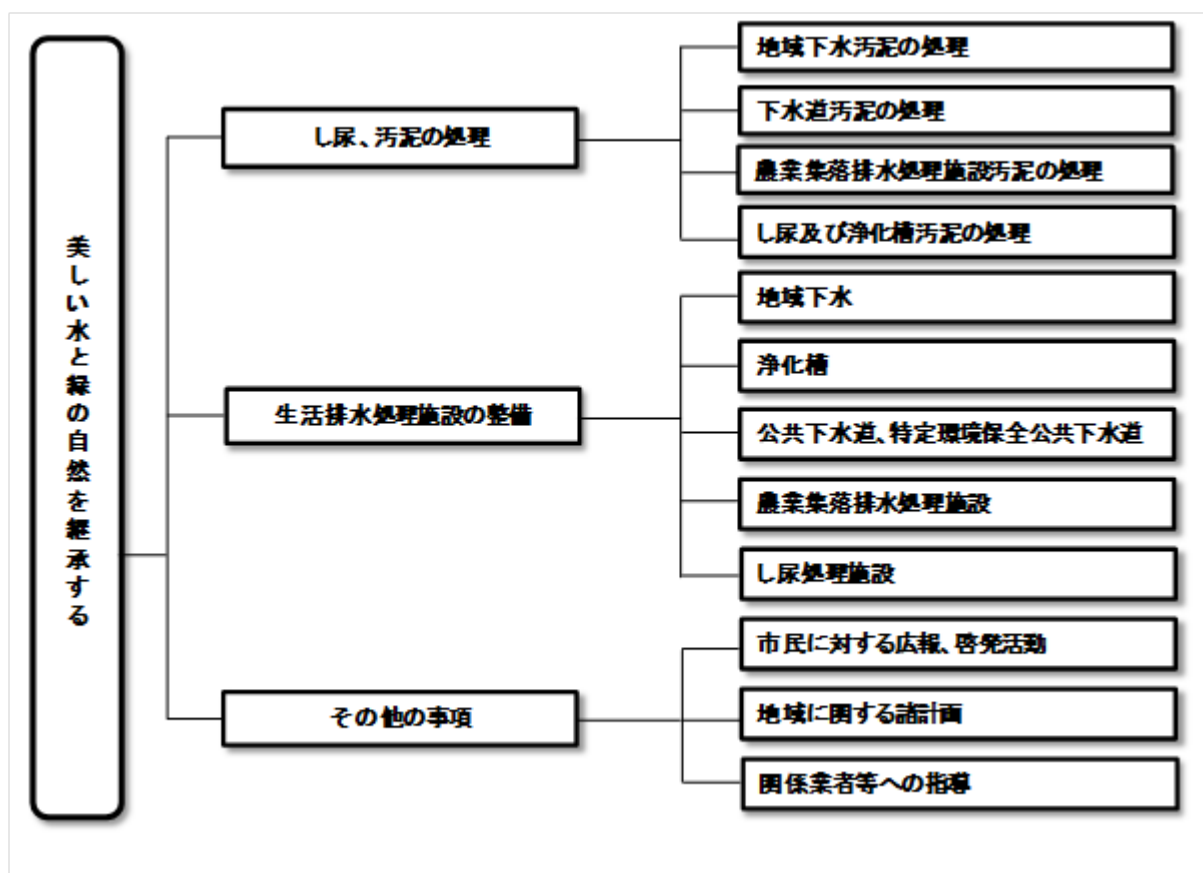 美しい水と緑の自然を継承する
し尿、汚泥の処理
地域下水汚泥の処理
下水道汚泥の処理
農業集落排水処理施設汚泥の処理
し尿及び浄化槽汚泥の処理
生活排水処理施設の整備
地域下水
浄化槽
公共下水道、特定環境保全公共下水道
農業集落排水処理施設
し尿処理施設
その他の事項
市民に対する広報、啓発活動
地域に関する諸計画
関係業者等への指導